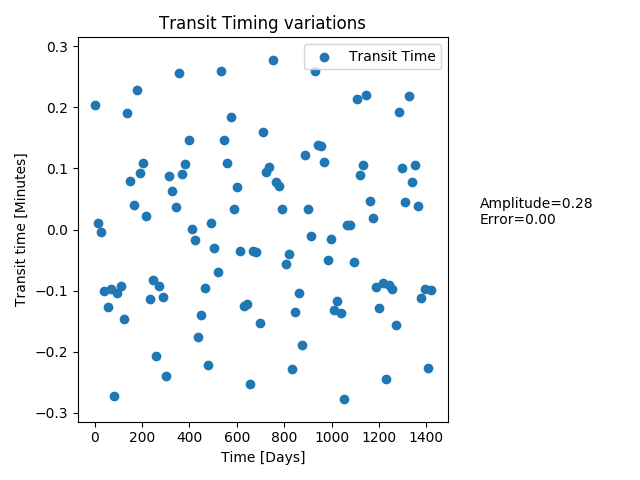 Transit Timing variations
Transit Time
0.3
0.2
0.1
0.0
−0.1
−0.2
−0.3
Transit time [Minutes]
Amplitude=0.28
Error=0.00
0 200 400 600 800 1000 1200 1400
Time [Days]